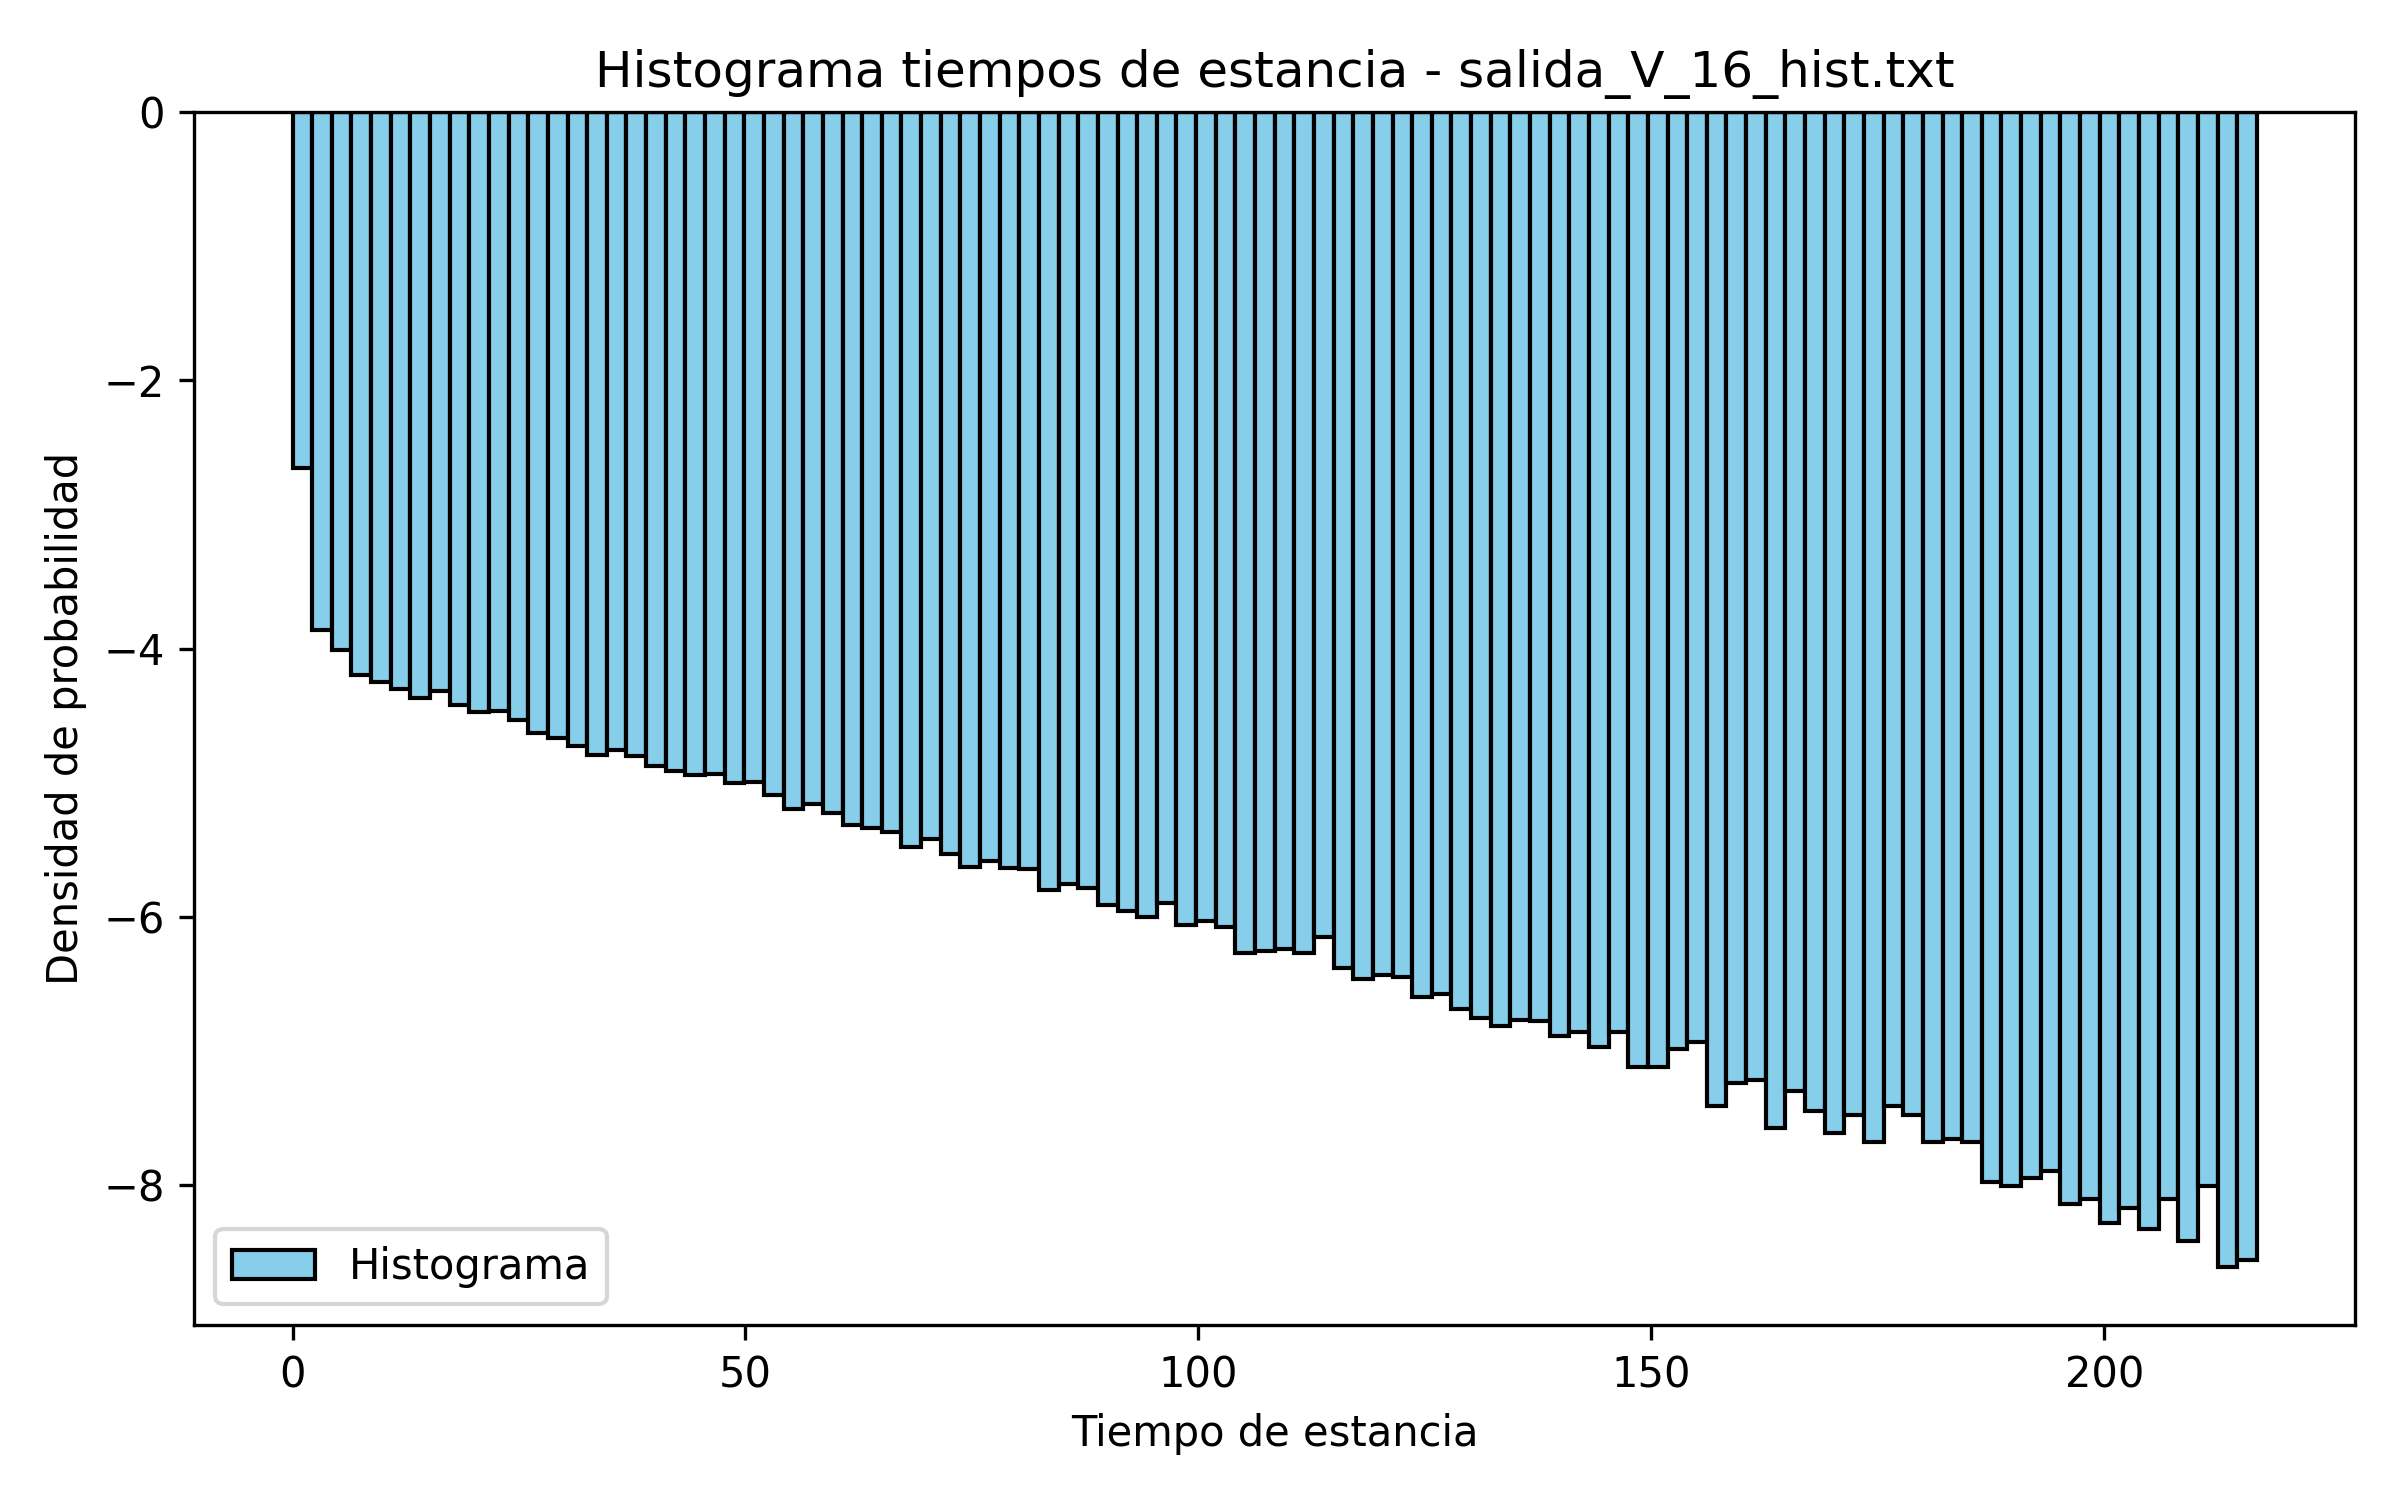 Histograma tiempos de estancia - salida_V_16_hist.txt
0
−2
−4
−6
−8
Densidad de probabilidad
Histograma
0 50 100 150 200
Tiempo de estancia